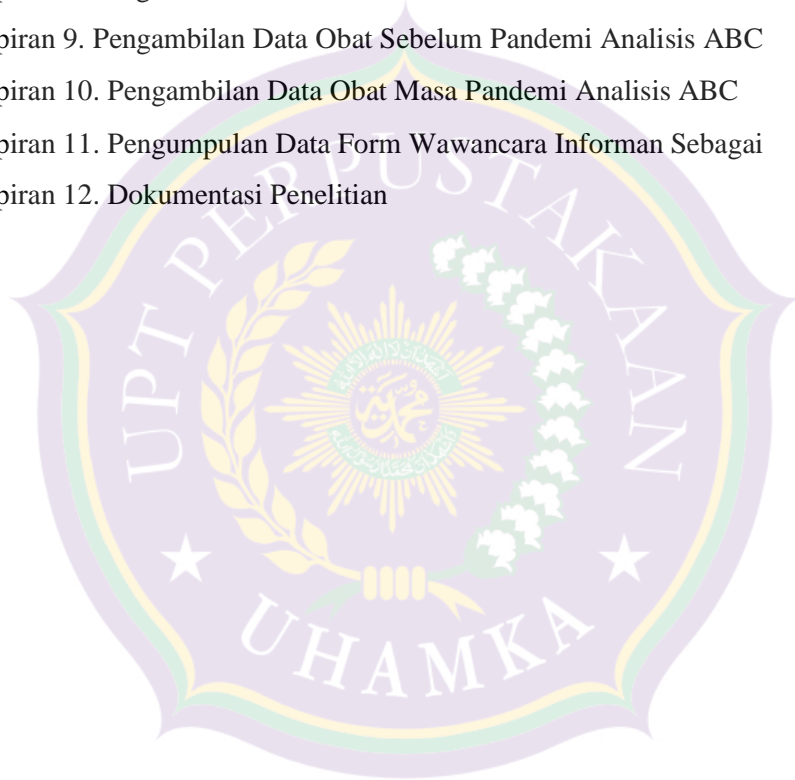 piran 9. Pengambilan Data Obat Sebelum Pandemi Analisis ABC
piran 10. Pengambilan Data Obat Masa Pandemi Analisis ABC
piran 11. Pengumpulan Data Form Wawancara Informan Sebagai
piran 12. Dokumentasi Penelitian
UPT PERPUSTAKAAN
محمدية
UHAMKA